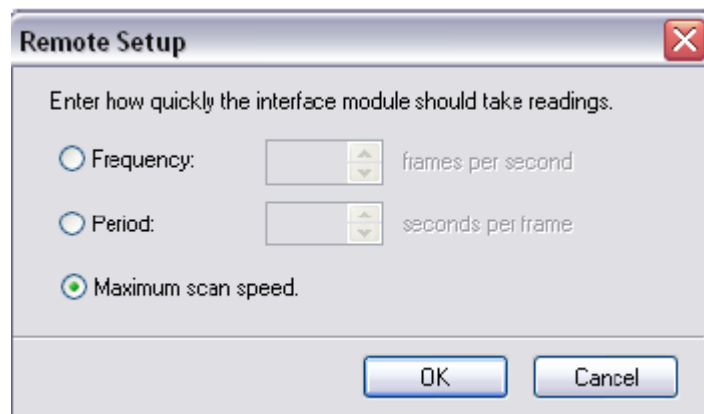 Remote Setup
Enter how quickly the interface module should take readings.
Frequency: frames per second
Period: seconds per frame
Maximum scan speed.
OK Cancel